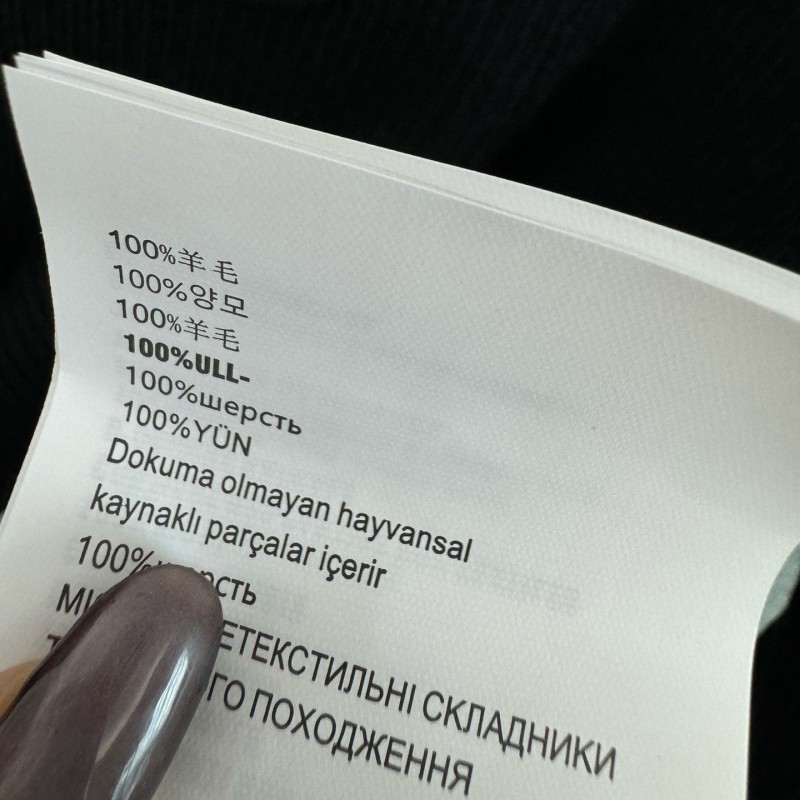 100%羊毛
100%양모
100%羊毛
100%ULL-
100%шерсть
100%YÜN
Dokuma olmayan hayvansal
kaynaklı parçalar içerir
100%
СКЛАДНИКИ
ПОХОДЖЕННЯ